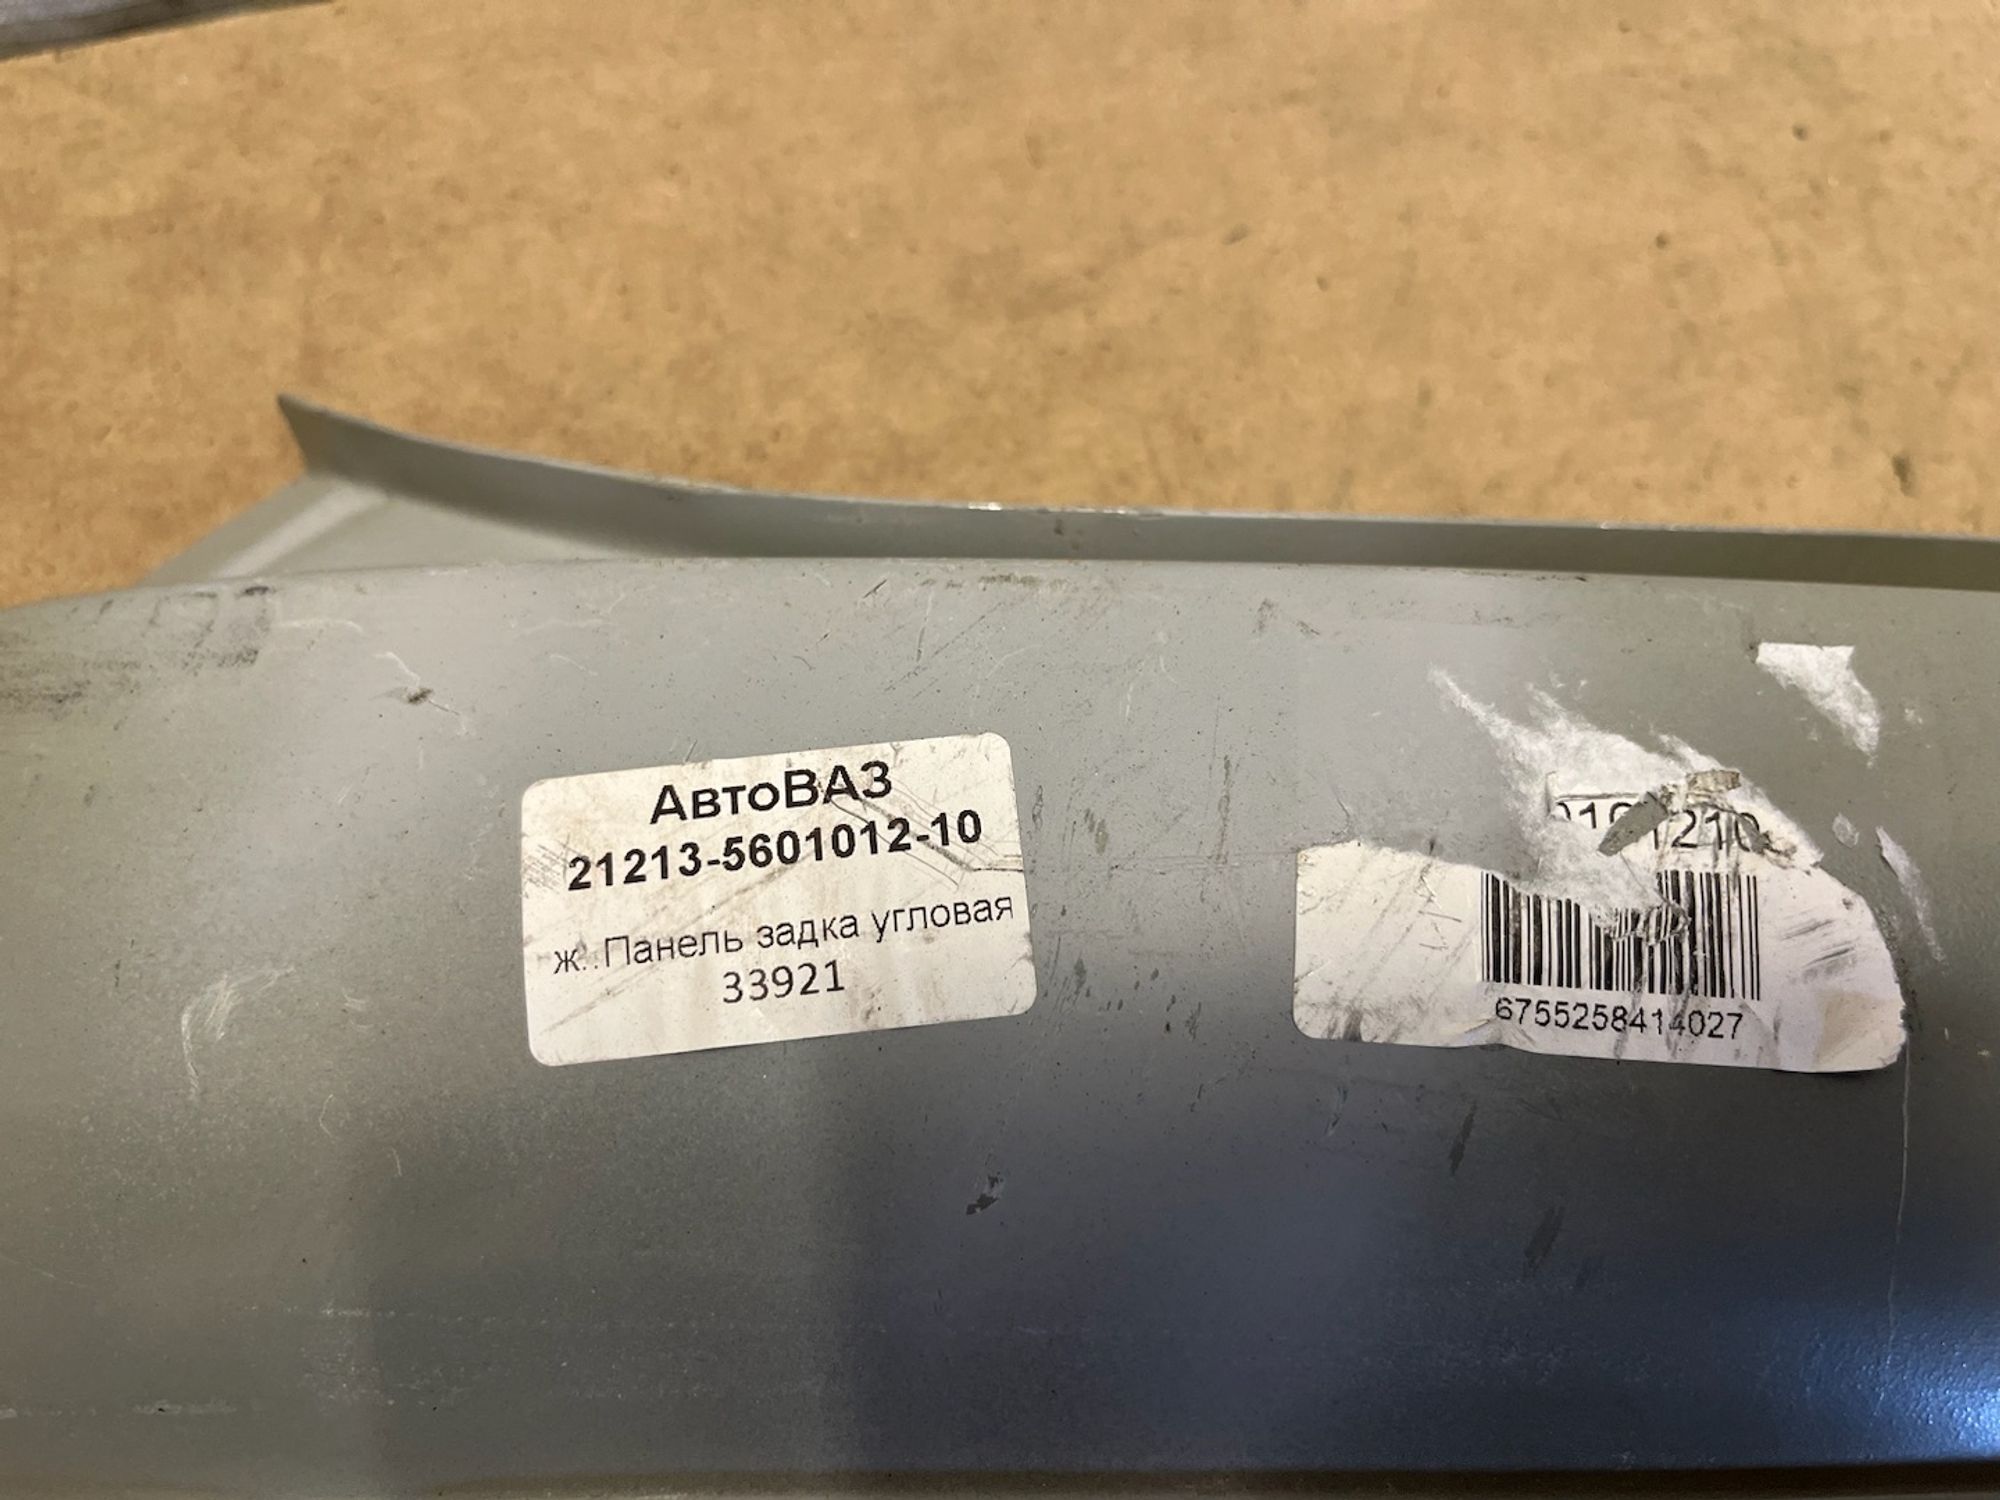 АвтоВАЗ
21213-5601012-10
ж..Панель задка угловая
33921
6755258414027